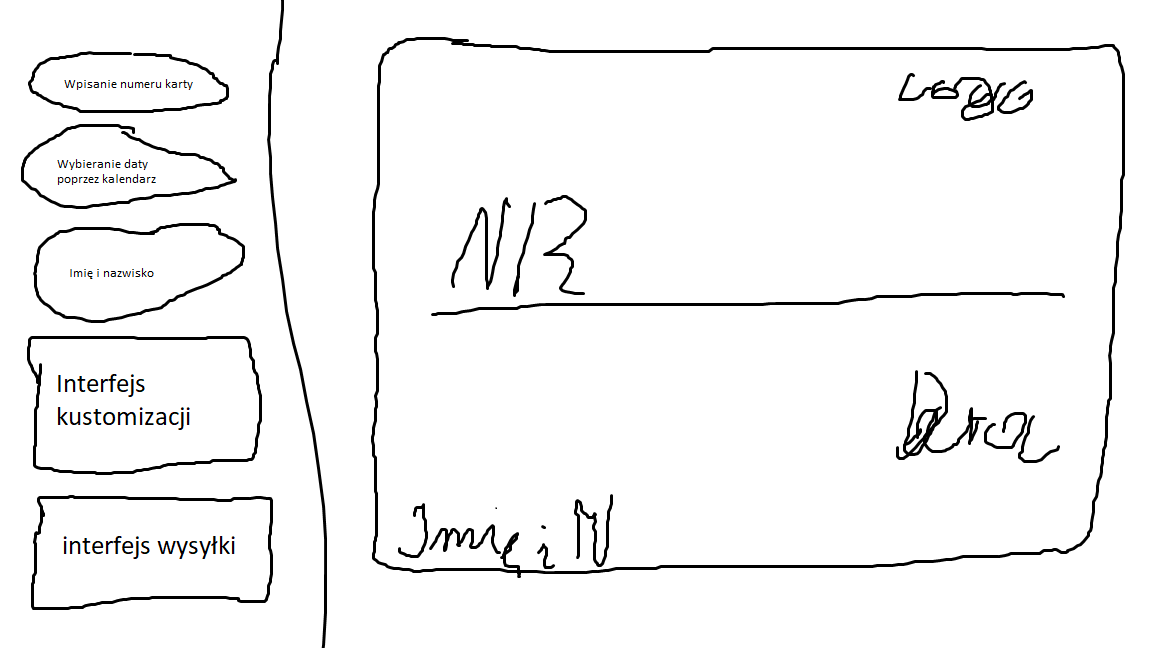 Wpisanie numeru karty
Wybieranie daty
poprzez kalendarz
Imię i nazwisko
Interfejs
kustomizacji
interfejs wysyłki
Logo
NR
Data
Imię i N